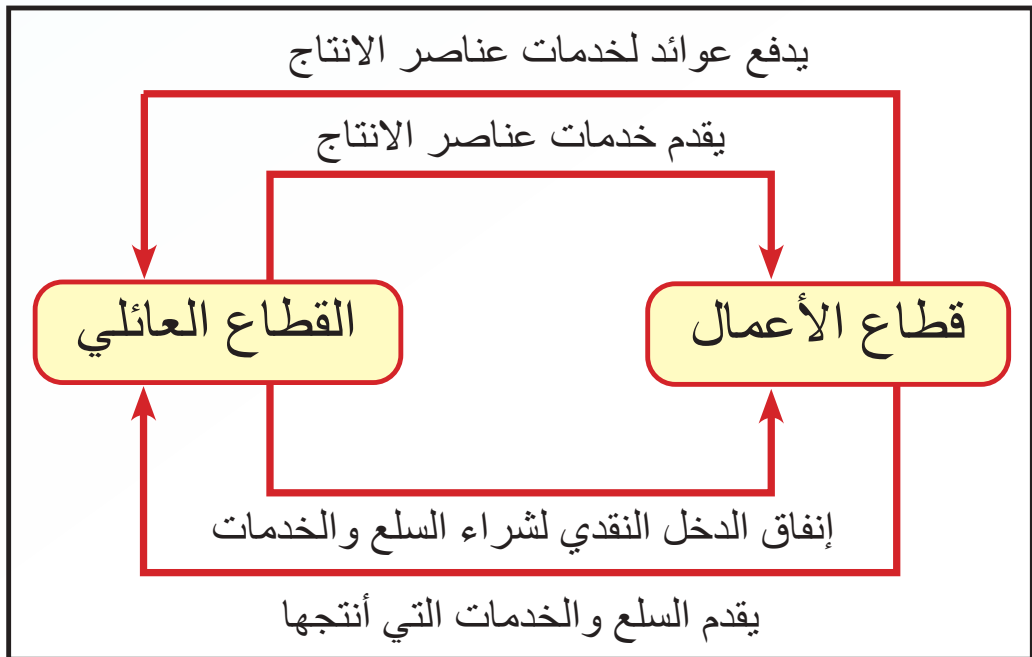 يدفع عوائد لخدمات عناصر الانتاج
يقدم خدمات عناصر الانتاج
قطاع الأعمال
القطاع العائلي
إنفاق الدخل النقدي لشراء السلع والخدمات
يقدم السلع والخدمات التي أنتجها